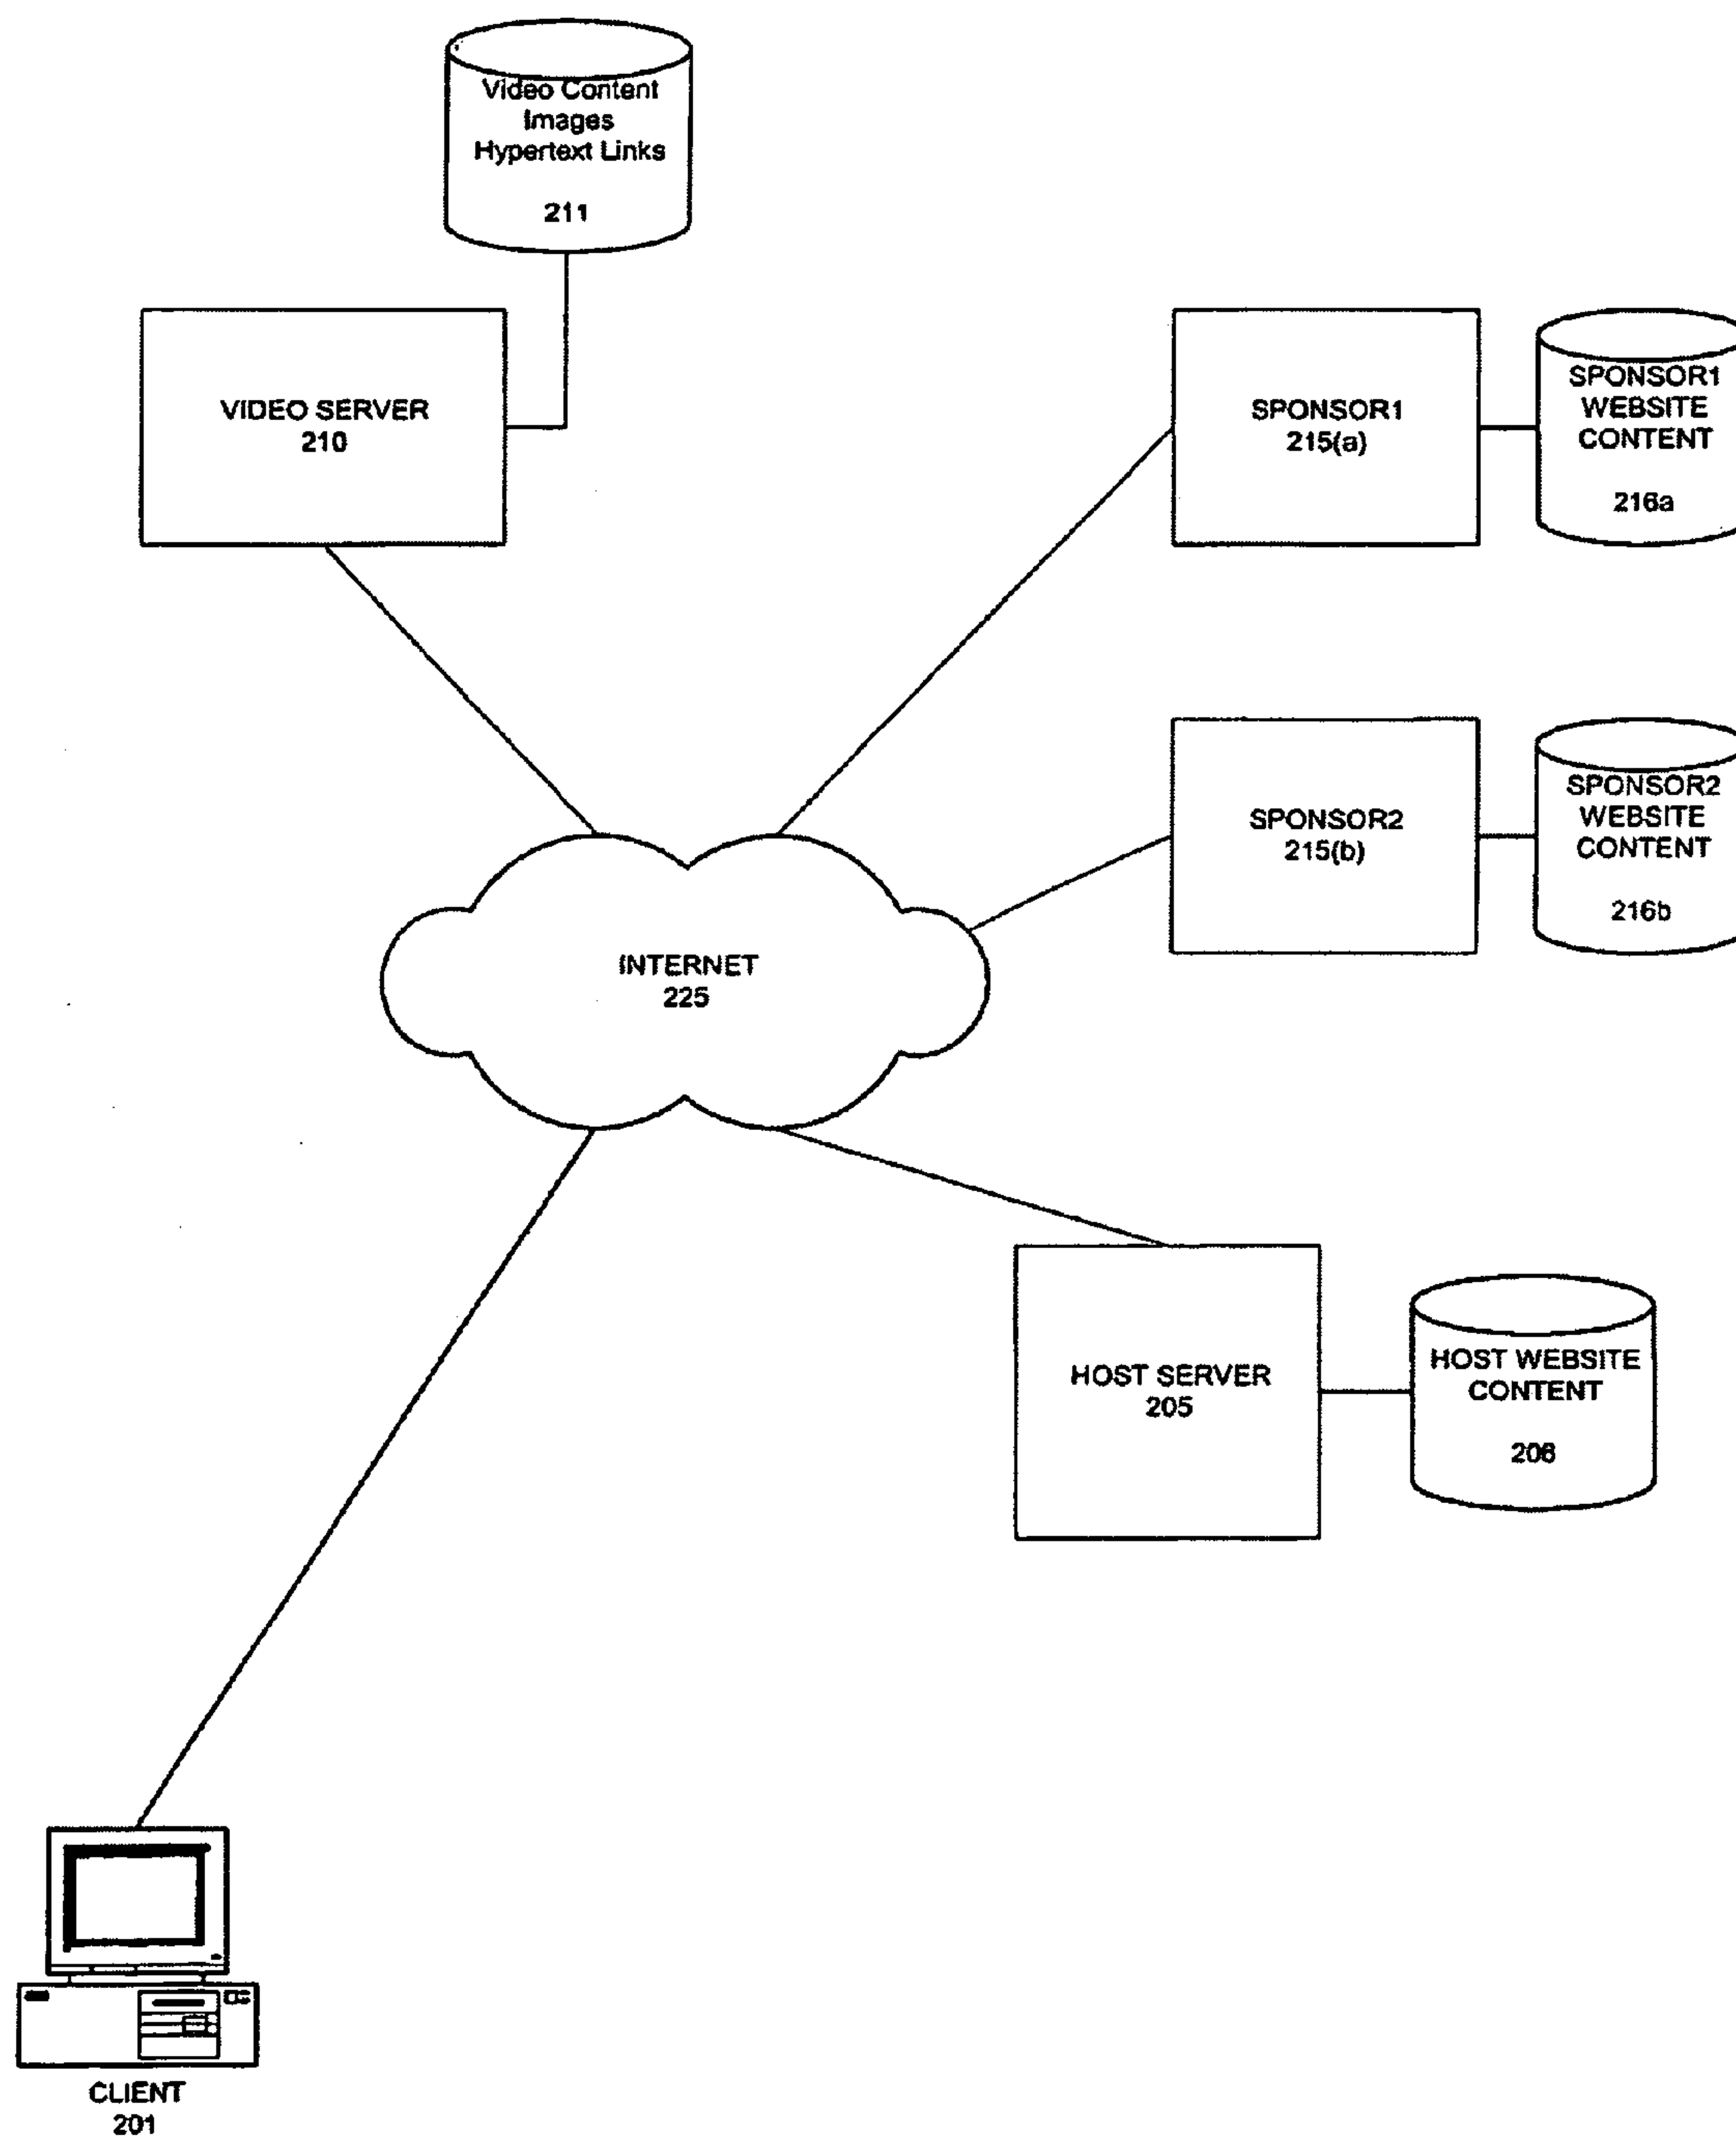 Video Content
Images
Hypertext Links
211
VIDEO SERVER
210
SPONSOR1
215(a)
SPONSOR1
WEBSITE
CONTENT
216a
SPONSOR2
215(b)
SPONSOR2
WEBSITE
CONTENT
216b
INTERNET
225
HOST SERVER
205
HOST WEBSITE
CONTENT
206
CLIENT
201